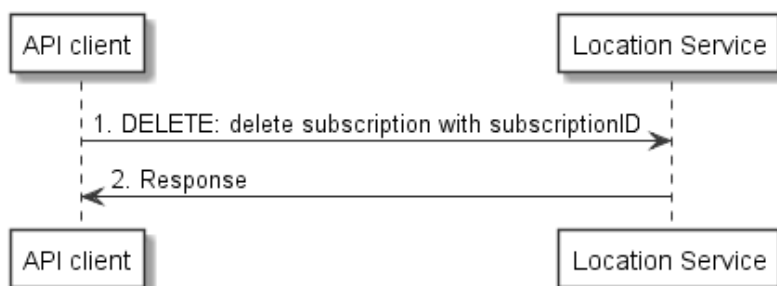 API client Location Service
1. DELETE: delete subscription with subscriptionID
2. Response
API client Location Service